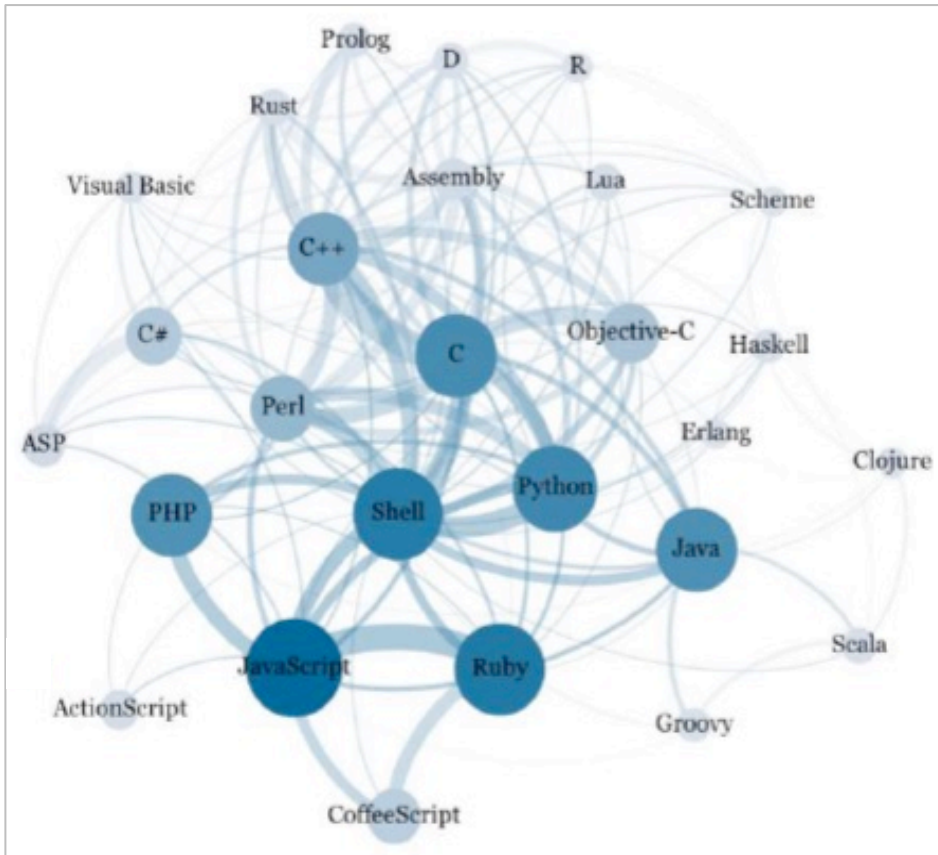 Prolog
D
R
Rust
Visual Basic
Assembly
Lua
Scheme
C++
C#
C
Objective-C
Haskell
Perl
ASP
Erlang
Clojure
PHP
Shell
Python
Java
JavaScript
Ruby
Scala
ActionScript
Groovy
CoffeeScript